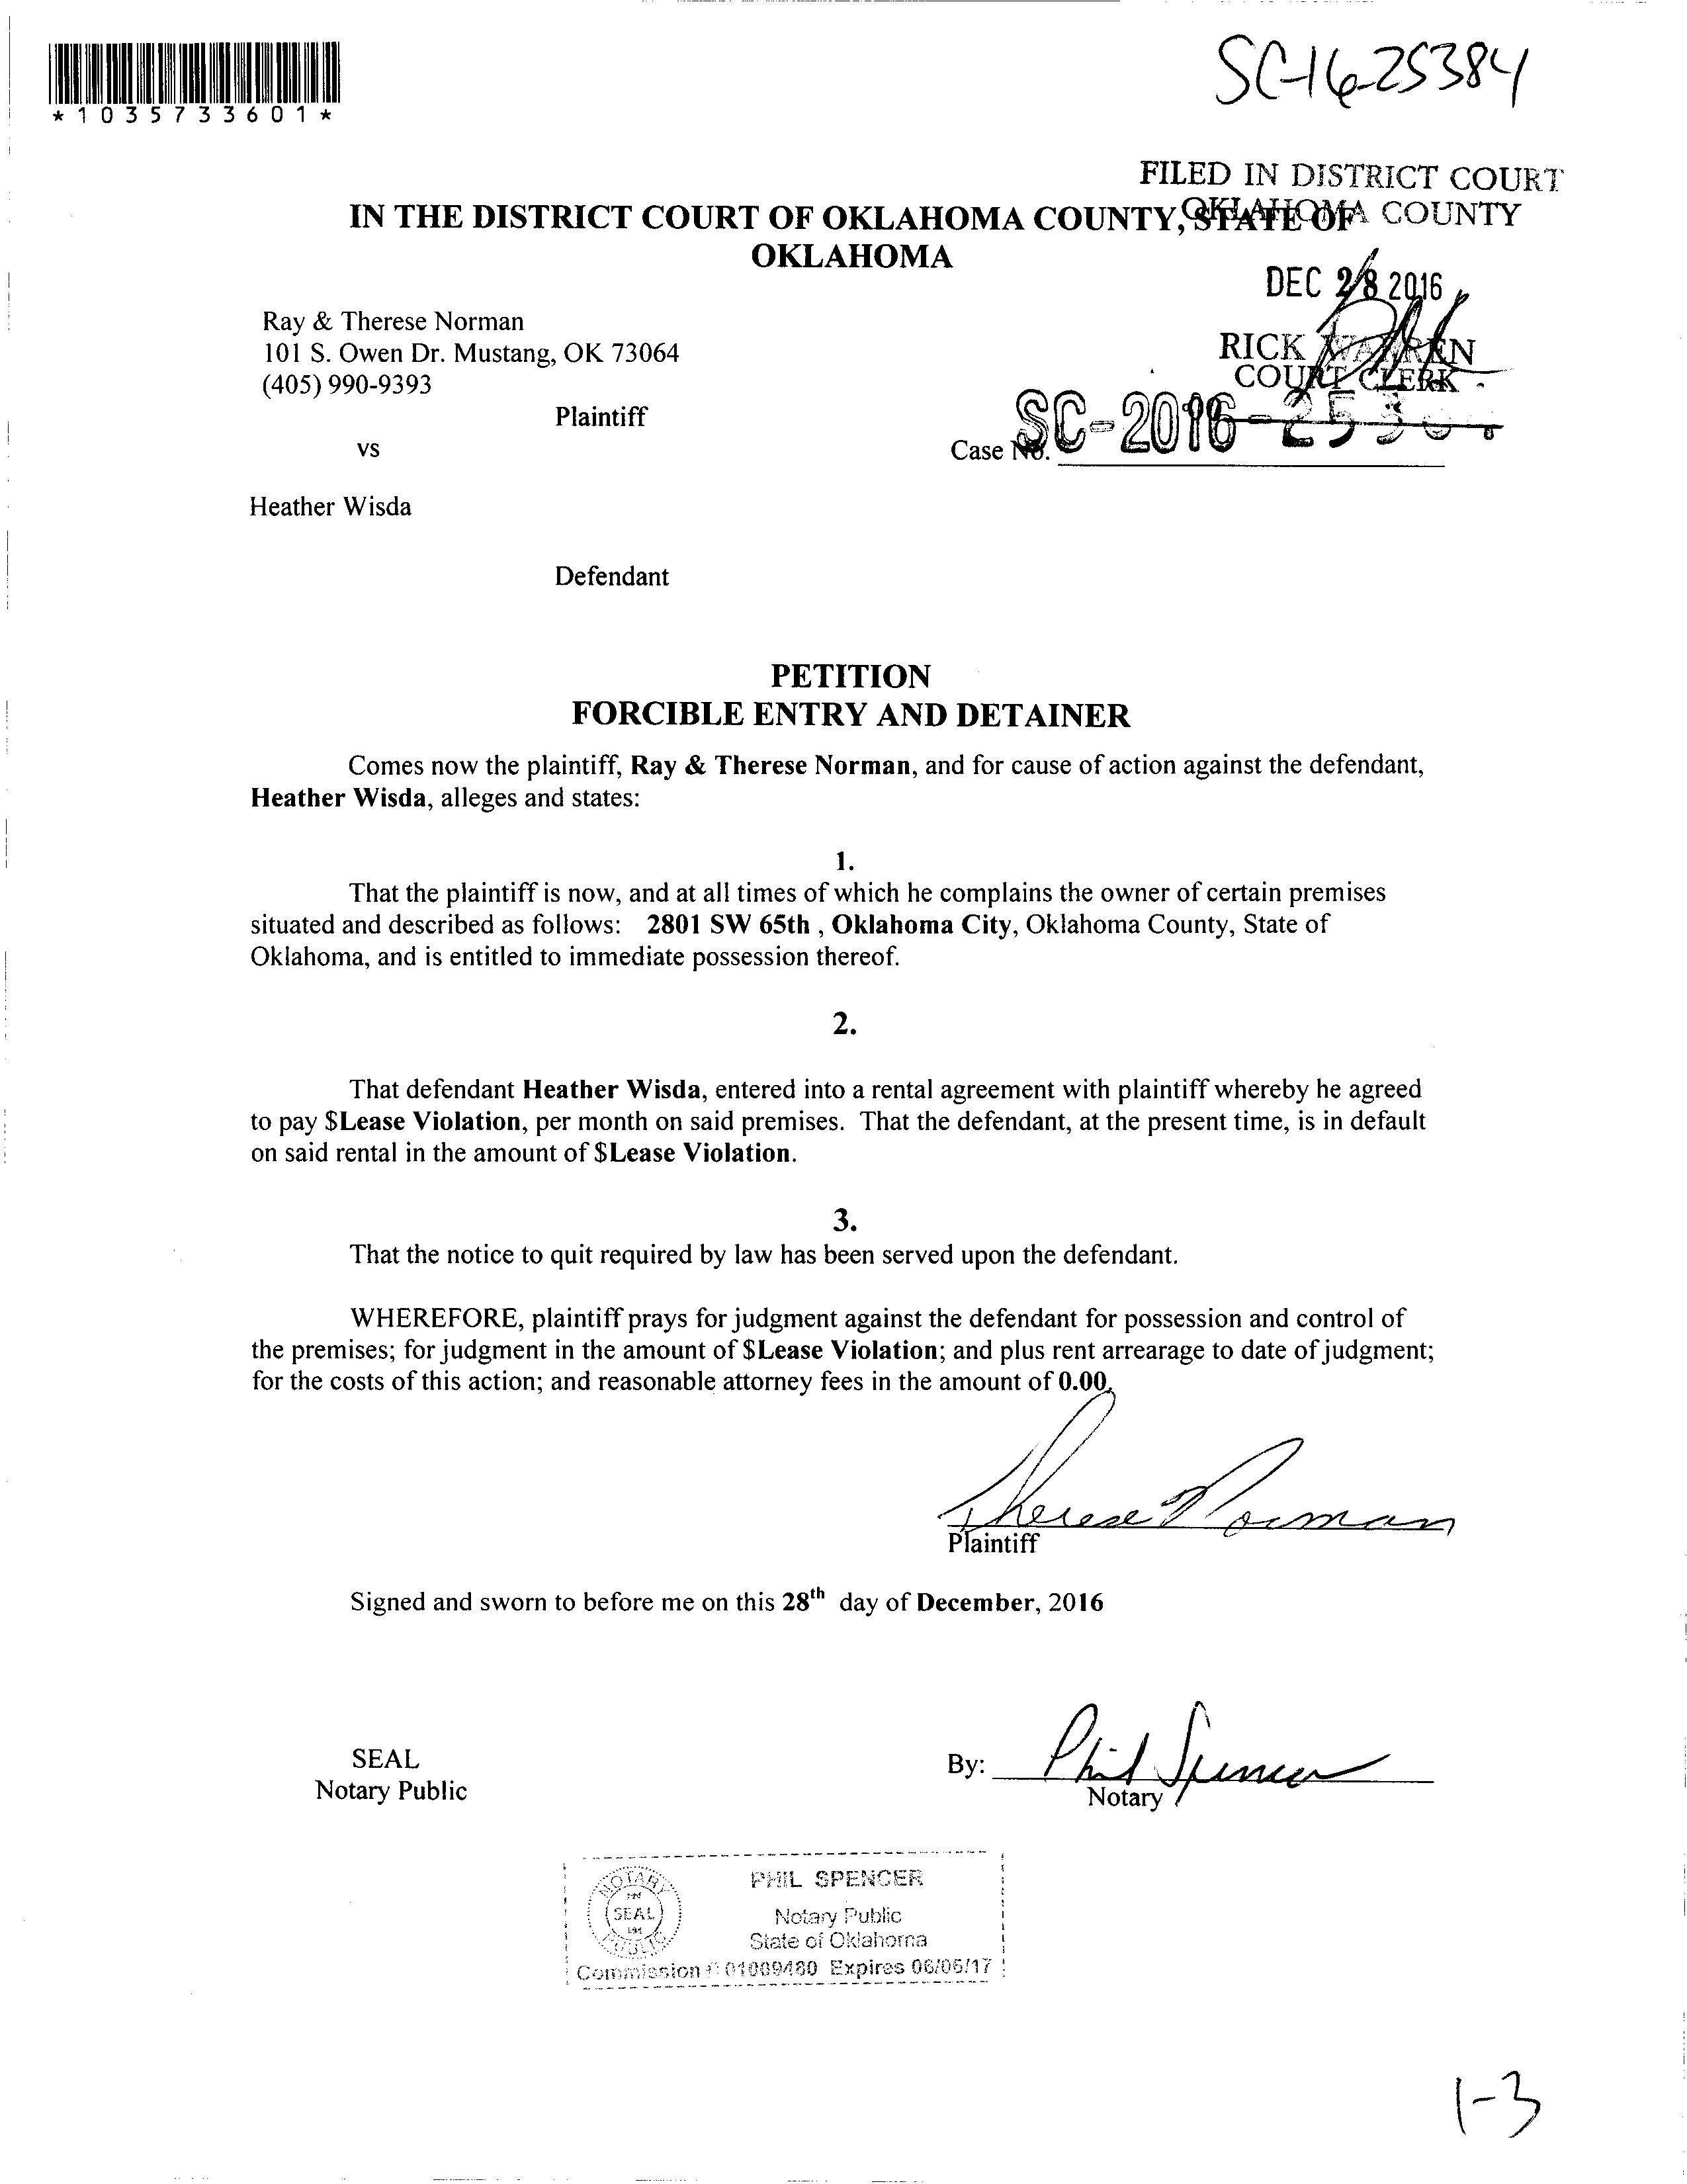 *1035733601*
SC-16-25384
FILED IN DISTRICT COURT
OKLAHOMA COUNTY
IN THE DISTRICT COURT OF OKLAHOMA COUNTY, STATE OF
OKLAHOMA
DEC 28 2016
RICK WARREN
COURT CLERK
Ray & Therese Norman
101 S. Owen Dr. Mustang, OK 73064
(405) 990-9393
Plaintiff
vs
Case No. SC-2016-
Heather Wisda
Defendant
PETITION
FORCIBLE ENTRY AND DETAINER
Comes now the plaintiff, Ray & Therese Norman, and for cause of action against the defendant,
Heather Wisda, alleges and states:
1.
That the plaintiff is now, and at all times of which he complains the owner of certain premises
situated and described as follows: 2801 SW 65th , Oklahoma City, Oklahoma County, State of
Oklahoma, and is entitled to immediate possession thereof.
2.
That defendant Heather Wisda, entered into a rental agreement with plaintiff whereby he agreed
to pay $Lease Violation, per month on said premises. That the defendant, at the present time, is in default
on said rental in the amount of $Lease Violation.
3.
That the notice to quit required by law has been served upon the defendant.
WHEREFORE, plaintiff prays for judgment against the defendant for possession and control of
the premises; for judgment in the amount of $Lease Violation; and plus rent arrearage to date of judgment;
for the costs of this action; and reasonable attorney fees in the amount of 0.00.
Therese Norman
Plaintiff
Signed and sworn to before me on this 28th day of December, 2016
SEAL
Notary Public
By: Phil Spencer
Notary
NOTARY
SEAL
PUBLIC
PHIL SPENCER
Notary Public
State of Oklahoma
Commission #: 01009480 Expires 06/06/17
1-3